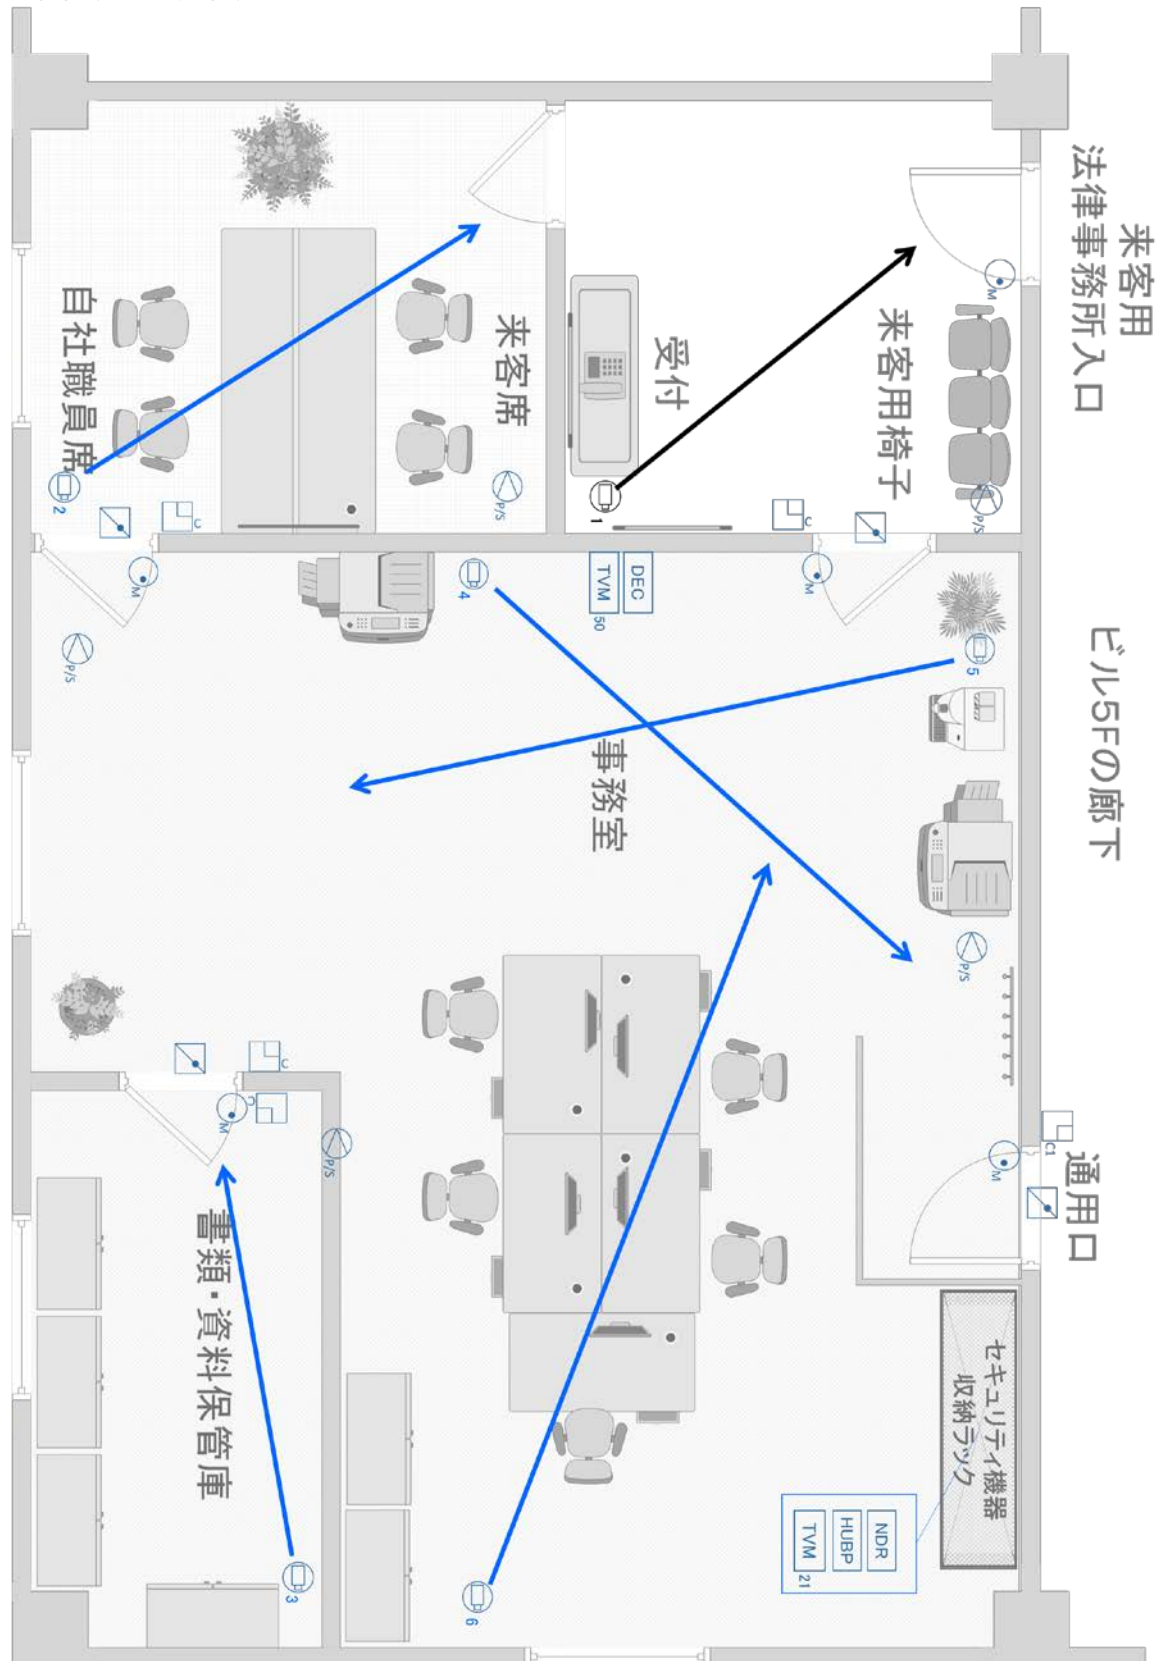 来客用
法律事務所入口
ビル5Fの廊下
通用口
M
来客用椅子
P/S
受付
1
C
来客席
P/S
自社職員席
2
C
M
P/S
4
DEC
TVM
50
M
5
事務室
P/S
C
C
M
P/S
C1
M
書類・資料保管庫
3
6
セキュリティ機器
収納ラック
NDR
HUBP
TVM
21